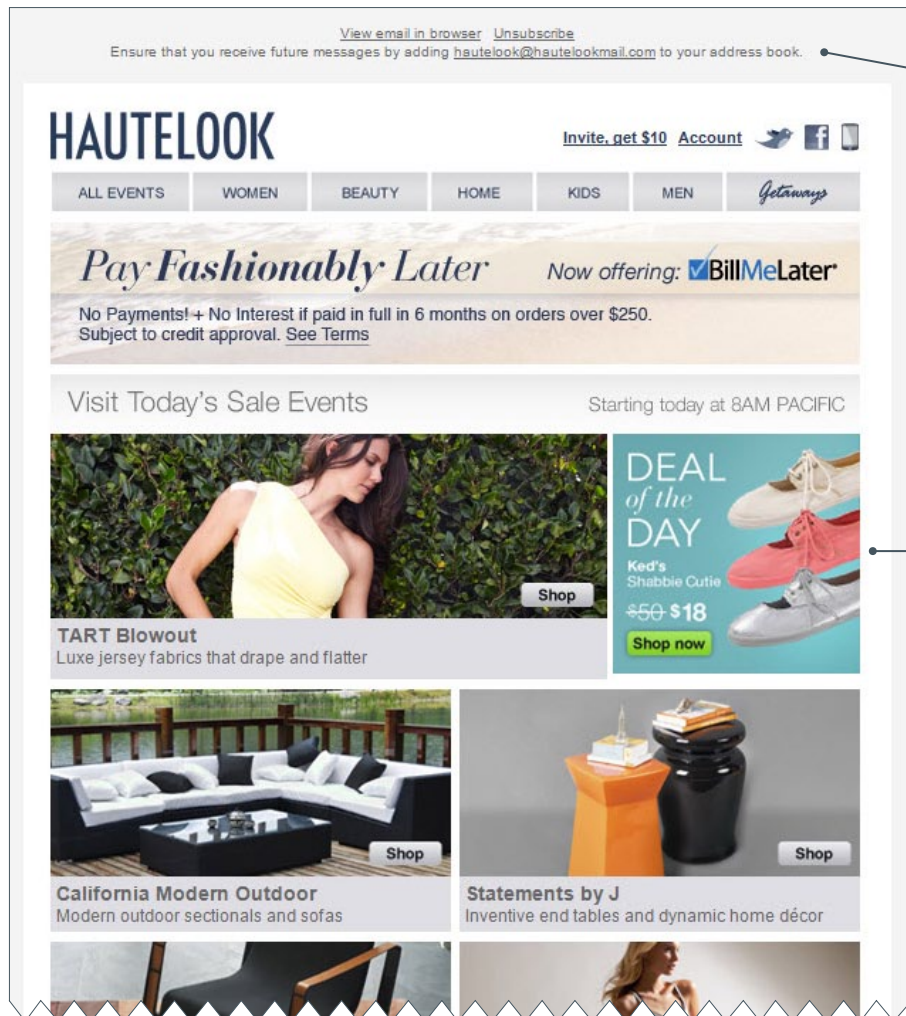 View email in browser Unsubscribe
Ensure that you receive future messages by adding hautelook@hautelookmail.com to your address book.
HAUTELOOK
Invite, get $10 Account
ALL EVENTS WOMEN BEAUTY HOME KIDS MEN Getaways
Pay Fashionably Later Now offering: BillMeLater
No Payments! + No Interest if paid in full in 6 months on orders over $250.
Subject to credit approval. See Terms
Visit Today's Sale Events Starting today at 8AM PACIFIC
Shop
TART Blowout
Luxe jersey fabrics that drape and flatter
DEAL
of the
DAY
Ked's
Shabbie Cutie
$50 $18
Shop now
Shop
California Modern Outdoor
Modern outdoor sectionals and sofas
Shop
Statements by J
Inventive end tables and dynamic home décor